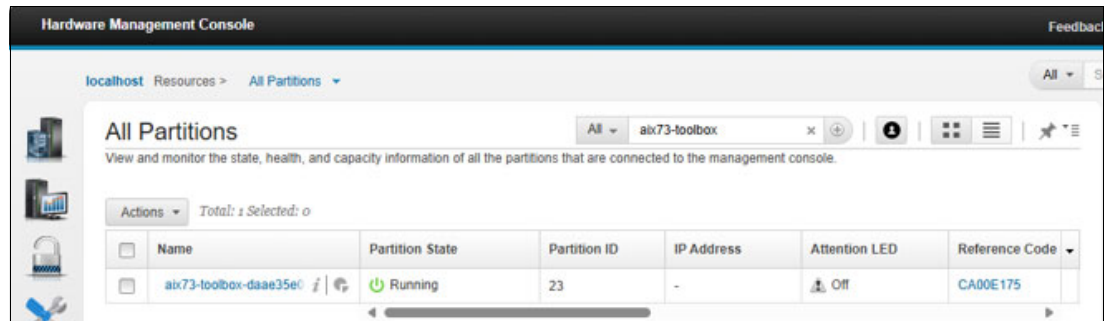 Hardware Management Console Feedbac
localhost Resources > All Partitions
All S
All Partitions
All aix73-toolbox
View and monitor the state, health, and capacity information of all the partitions that are connected to the management console.
Actions Total: 1 Selected: 0
Name Partition State Partition ID IP Address Attention LED Reference Code
aix73-toolbox-daae35e Running 23 - Off CA00E175